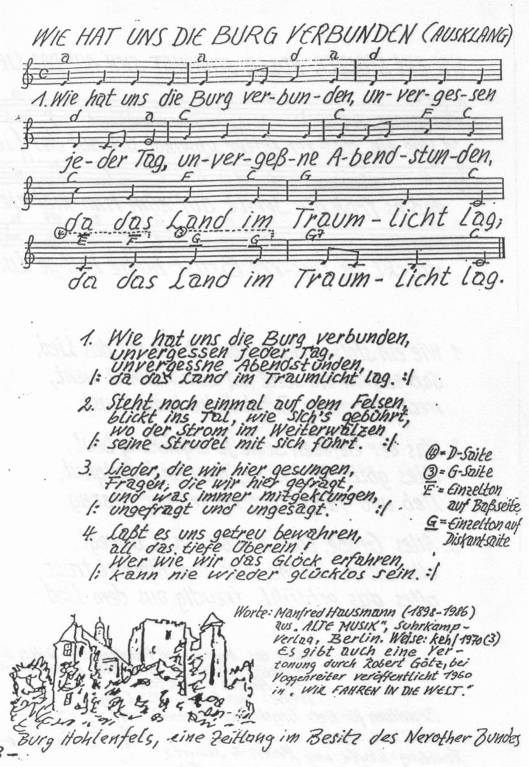 WIE HAT UNS DIE BURG VERBUNDEN (AUSKLANG)
a a d a d
1. Wie hat uns die Burg ver-bun-den, un-ver-ges-sen
d a C C F C
je-der Tag, un-ver-geß-ne A-bend-stun-den,
C F C G C
da das Land im Traum-licht lag;
④ E F ③ G G G7 C
da das Land im Traum-licht lag.
1. Wie hat uns die Burg verbunden,
unvergessen jeder Tag,
unvergessne Abendstunden,
|: da das Land im Traumlicht lag. :|
2. Steht noch einmal auf dem Felsen,
blickt ins Tal, wie sich's gebührt,
wo der Strom im Weiterwälzen
|: seine Strudel mit sich führt. :|
3. Lieder, die wir hier gesungen,
Fragen, die wir hier gefragt,
und was immer mitgeklungen,
|: ungefragt und ungesagt. :|
4. Laßt es uns getreu bewahren,
all das tiefe Überein!
Wer wie wir das Glück erfahren,
|: kann nie wieder glücklos sein. :|
④ = D-Saite
③ = G-Saite
F = Einzelton
auf Baßseite
G = Einzelton auf
Diskantsaite
Worte: Manfred Hausmann (1898-1986)
aus „ALTE MUSIK", Suhrkamp-
Verlag, Berlin. Weise: keh/1970 (3)
Es gibt auch eine Ver-
tonung durch Robert Götz, bei
Voggenreiter veröffentlicht 1960
in „WIR FAHREN IN DIE WELT."
Burg Hohlenfels, eine Zeitlang im Besitz des Nerother Bundes